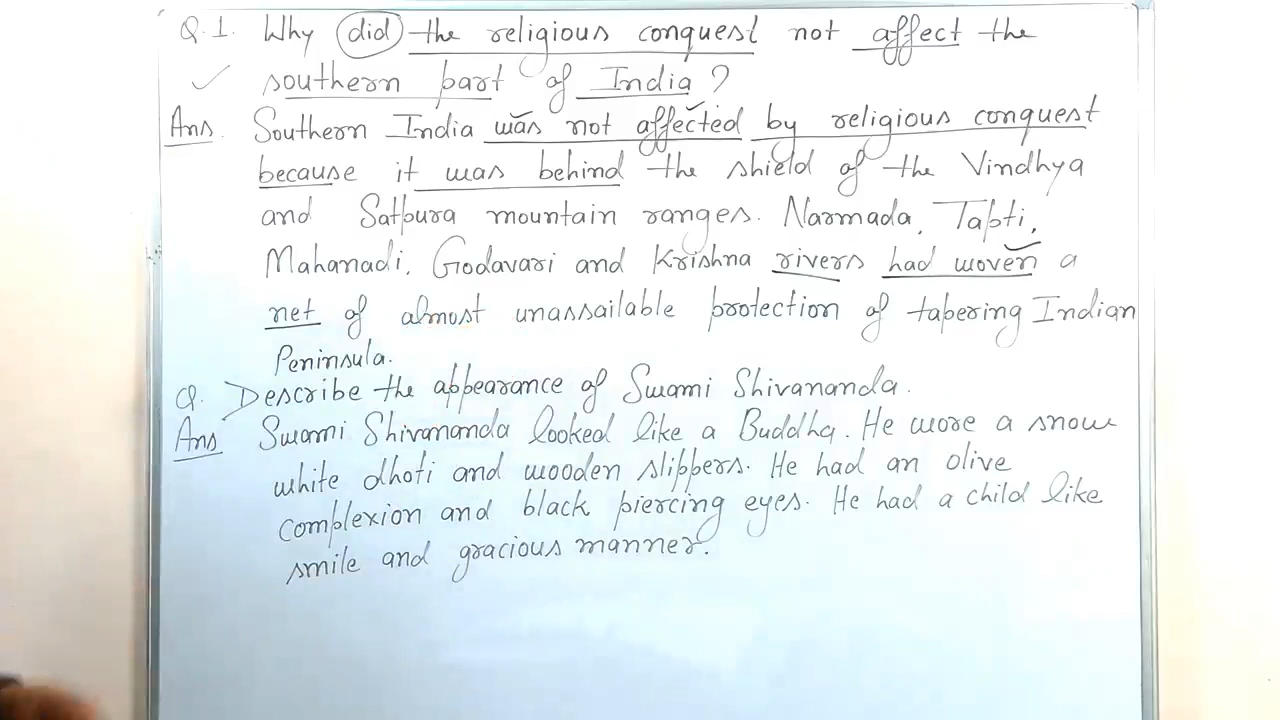 Q.1. Why did the religious conquest not affect the
southern part of India?
Ans. Southern India was not affected by religious conquest
because it was behind the shield of the Vindhya
and Satpura mountain ranges. Narmada, Tapti,
Mahanadi, Godavari and Krishna rivers had woven a
net of almost unassailable protection of tapering Indian
Peninsula.
Q. Describe the appearance of Swami Shivananda.
Ans Swami Shivananda looked like a Buddha. He wore a snow
white dhoti and wooden slippers. He had an olive
complexion and black piercing eyes. He had a child like
smile and gracious manner.